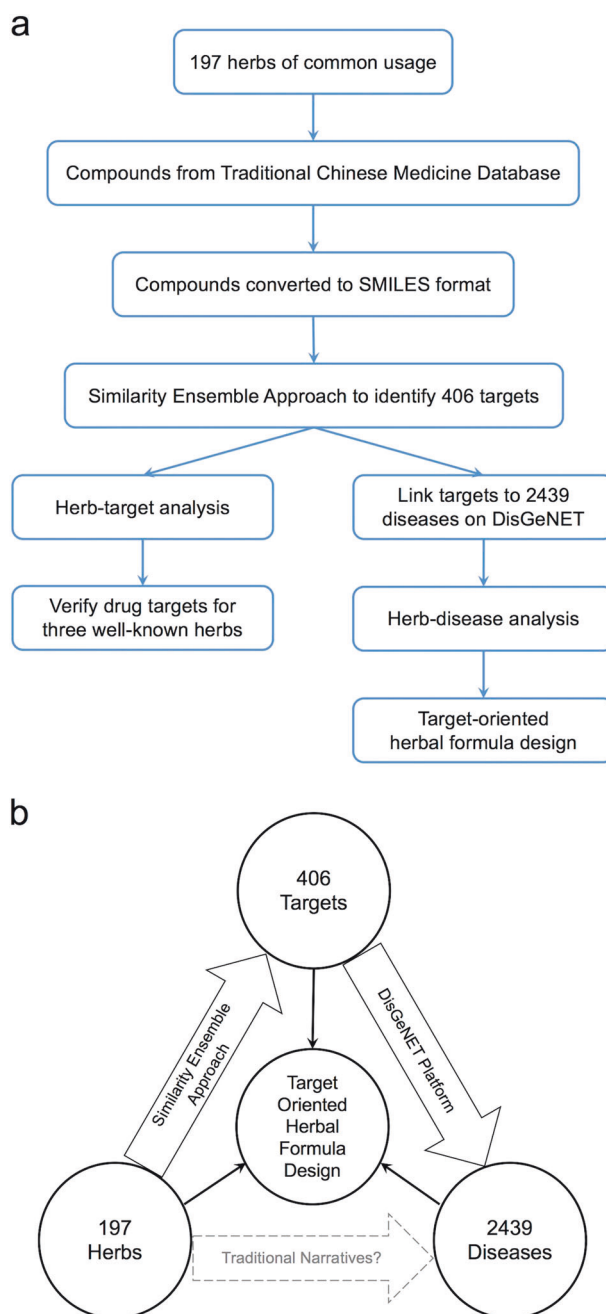 a
197 herbs of common usage
Compounds from Traditional Chinese Medicine Database
Compounds converted to SMILES format
Similarity Ensemble Approach to identify 406 targets
Herb-target analysis
Verify drug targets for
three well-known herbs
Link targets to 2439
diseases on DisGeNET
Herb-disease analysis
Target-oriented
herbal formula design
b
406
Targets
Similarity Ensemble
Approach
DisGeNET Platform
Target
Oriented
Herbal
Formula
Design
197
Herbs
Traditional Narratives?
2439
Diseases